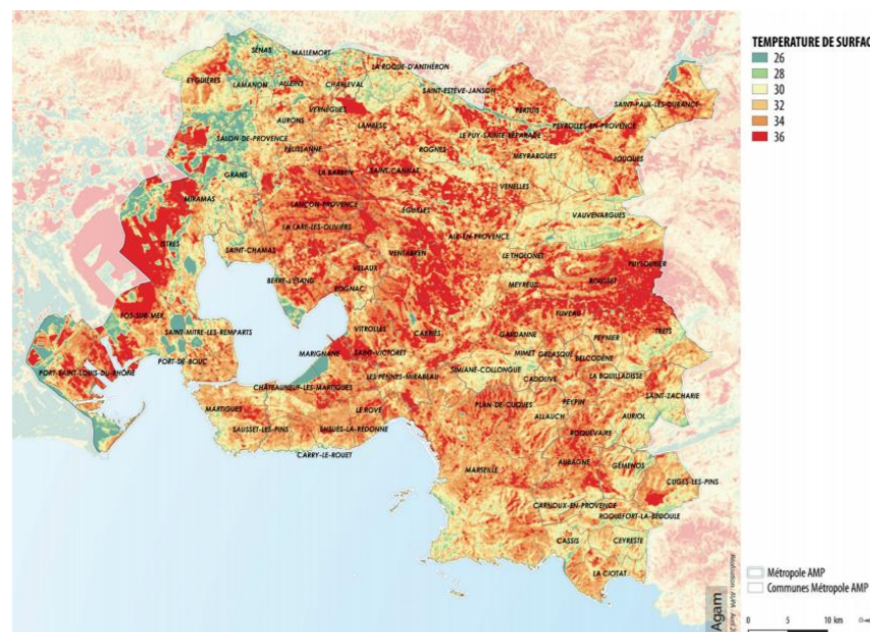 TEMPERATURE DE SURFAC
26
28
30
32
34
36
SÉNAS
MALLEMORT
LA ROQUE-D'ANTHÉRON
EYGUIÈRES
LAMANON
ALLEINS
CHARLEVAL
SAINT-ESTÈVE-JANSON
PERTUIS
SAINT-PAUL-LÈS-DURANCE
VERNÈGUES
AURONS
LAMBESC
LE PUY-SAINTE-RÉPARADE
PEYROLLES-EN-PROVENCE
SALON-DE-PROVENCE
PÉLISSANNE
ROGNES
MEYRARGUES
JOUQUES
GRANS
LA BARBEN
SAINT-CANNAT
VENELLES
MIRAMAS
LANÇON-PROVENCE
ÉGUILLES
VAUVENARGUES
LA FARE-LES-OLIVIERS
AIX-EN-PROVENCE
ISTRES
SAINT-CHAMAS
VENTABREN
LE THOLONET
PUYLOUBIER
BERRE-L'ÉTANG
VELAUX
MEYREUIL
ROUSSET
ROGNAC
FOS-SUR-MER
FUVEAU
SAINT-MITRE-LES-REMPARTS
VITROLLES
CABRIÈS
GARDANNE
PEYNIER
TRETS
MARIGNANE
SAINT-VICTORET
MIMET
GRÉASQUE
BELCODÈNE
PORT-DE-BOUC
PORT-SAINT-LOUIS-DU-RHÔNE
LES PENNES-MIRABEAU
SIMIANE-COLLONGUE
CADOLIVE
LA BOUILLADISSE
CHÂTEAUNEUF-LES-MARTIGUES
SAINT-ZACHARIE
MARTIGUES
LE ROVE
PLAN-DE-CUQUES
PEYPIN
ALLAUCH
AURIOL
SAUSSET-LES-PINS
ENSUÈS-LA-REDONNE
ROQUEVAIRE
CARRY-LE-ROUET
MARSEILLE
AUBAGNE
GÉMENOS
CUGES-LES-PINS
CARNOUX-EN-PROVENCE
ROQUEFORT-LA-BÉDOULE
CASSIS
CEYRESTE
LA CIOTAT
Agam
Métropole AMP
Communes Métropole AMP
0 5 10 km